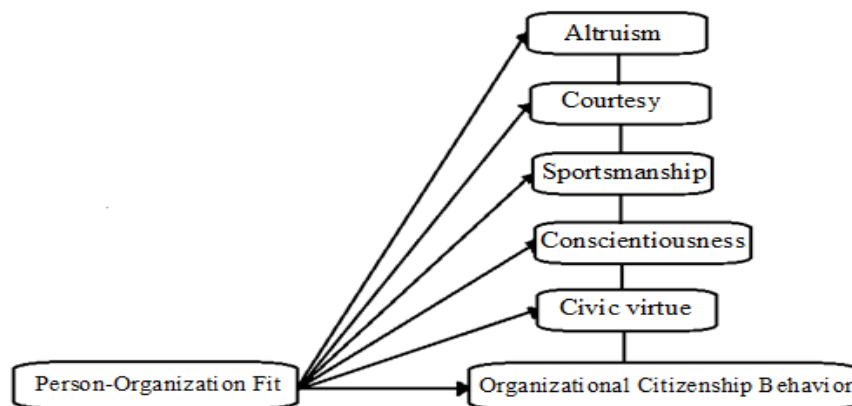 Altruism
Courtesy
Sportsmanship
Conscientiousness
Civic virtue
Person-Organization Fit
Organizational Citizenship Behavior